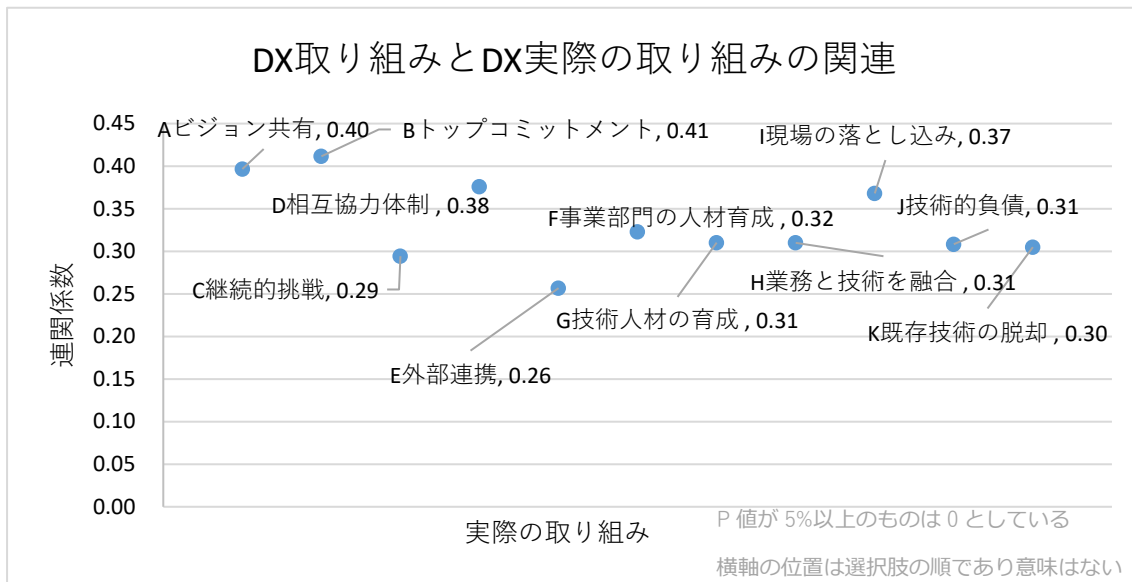 DX取り組みとDX実際の取り組みの関連
連関係数
0.45
0.40
0.35
0.30
0.25
0.20
0.15
0.10
0.05
0.00
Aビジョン共有, 0.40
Bトップコミットメント, 0.41
C継続的挑戦, 0.29
D相互協力体制 , 0.38
E外部連携, 0.26
F事業部門の人材育成 , 0.32
G技術人材の育成 , 0.31
H業務と技術を融合 , 0.31
I現場の落とし込み, 0.37
J技術的負債, 0.31
K既存技術の脱却 , 0.30
実際の取り組み
P 値が 5%以上のものは 0 としている
横軸の位置は選択肢の順であり意味はない